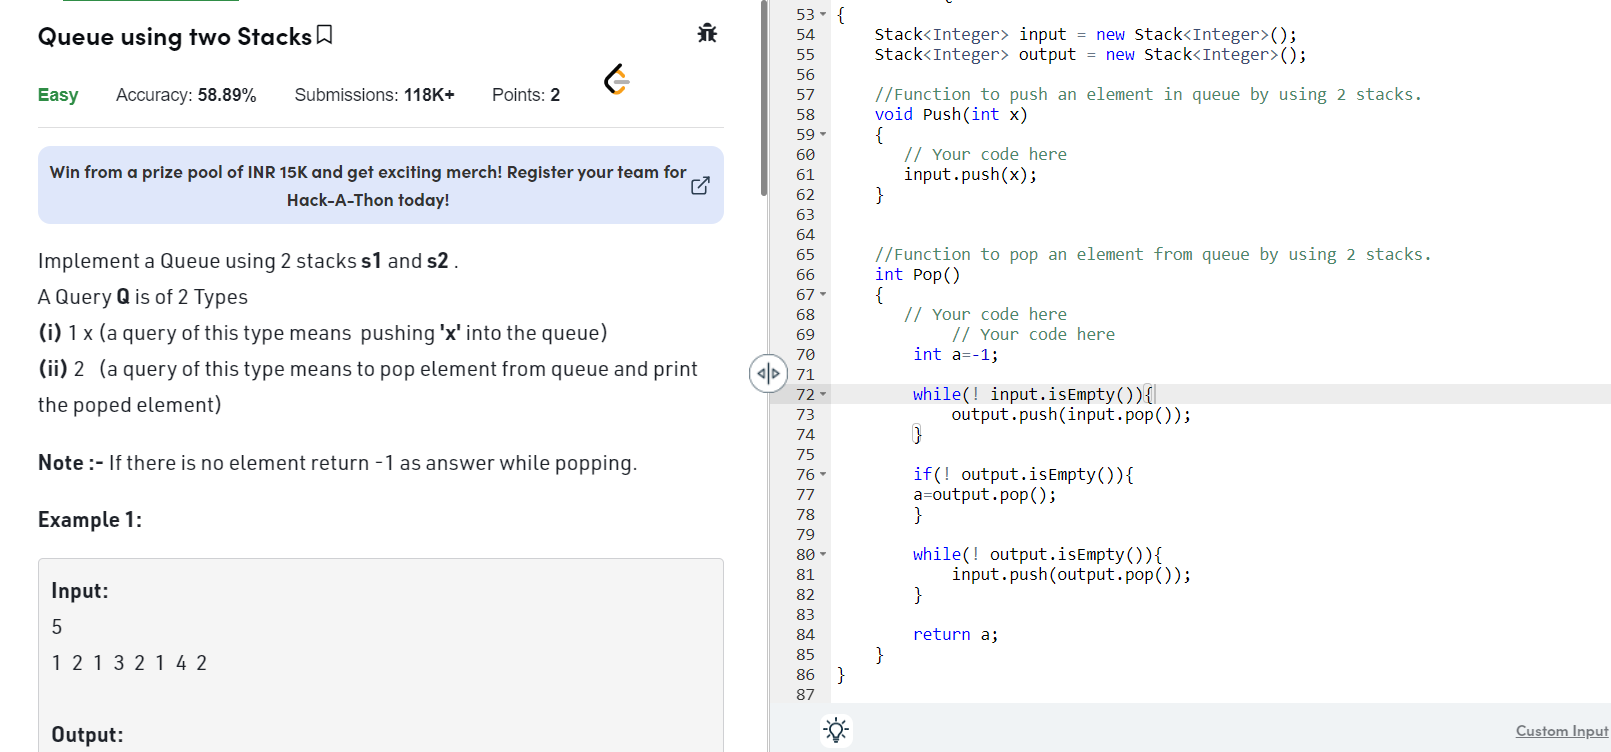 Queue using two Stacks
Easy Accuracy: 58.89% Submissions: 118K+ Points: 2
Win from a prize pool of INR 15K and get exciting merch! Register your team for
Hack-A-Thon today!
Implement a Queue using 2 stacks s1 and s2 .
A Query Q is of 2 Types
(i) 1 x (a query of this type means  pushing 'x' into the queue)
(ii) 2   (a query of this type means to pop element from queue and print
the poped element)
Note :- If there is no element return -1 as answer while popping.
Example 1:
Input:
5
1 2 1 3 2 1 4 2
Output:
53 {
54     Stack<Integer> input = new Stack<Integer>();
55     Stack<Integer> output = new Stack<Integer>();
56
57     //Function to push an element in queue by using 2 stacks.
58     void Push(int x)
59     {
60        // Your code here
61        input.push(x);
62     }
63
64
65     //Function to pop an element from queue by using 2 stacks.
66     int Pop()
67     {
68        // Your code here
69             // Your code here
70         int a=-1;
71
72         while(! input.isEmpty()){
73             output.push(input.pop());
74         }
75
76         if(! output.isEmpty()){
77         a=output.pop();
78         }
79
80         while(! output.isEmpty()){
81             input.push(output.pop());
82         }
83
84         return a;
85     }
86 }
87
Custom Input